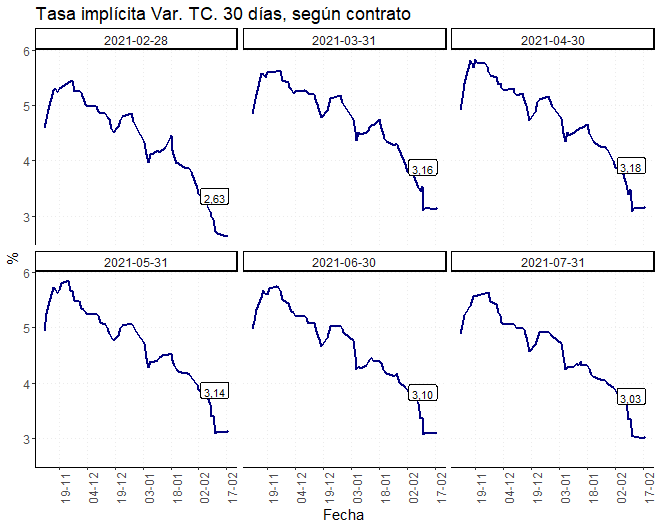 Tasa implícita Var. TC. 30 días, según contrato
2021-02-28 2021-03-31 2021-04-30
6
5
4
3
2,63 3,16 3,18
%
2021-05-31 2021-06-30 2021-07-31
6
5
4
3
3,14 3,10 3,03
19-11 04-12 19-12 03-01 18-01 02-02 17-02 19-11 04-12 19-12 03-01 18-01 02-02 17-02 19-11 04-12 19-12 03-01 18-01 02-02 17-02
Fecha